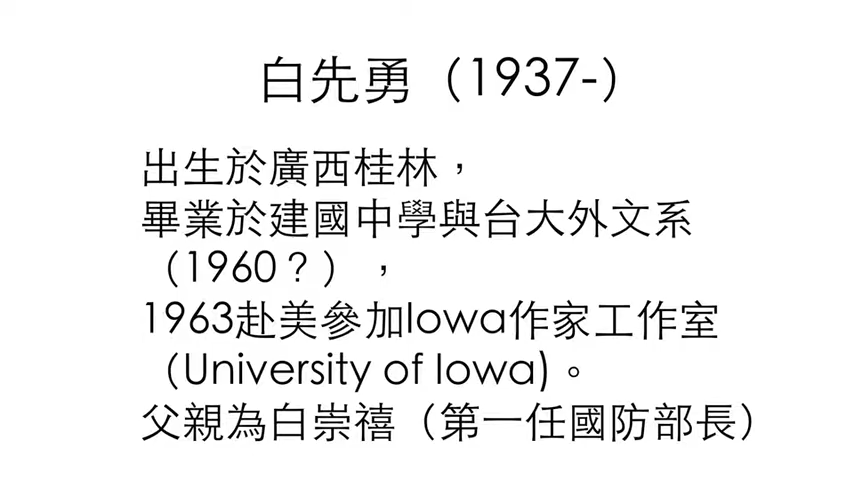 白先勇（1937-）
出生於廣西桂林，
畢業於建國中學與台大外文系
（1960？），
1963赴美參加Iowa作家工作室
（University of Iowa)。
父親為白崇禧（第一任國防部長）